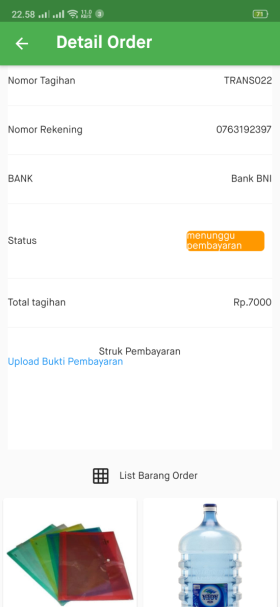 22.58
Detail Order
Nomor Tagihan TRANS022
Nomor Rekening 0763192397
BANK Bank BNI
Status menunggu
pembayaran
Total tagihan Rp.7000
Struk Pembayaran
Upload Bukti Pembayaran
List Barang Order